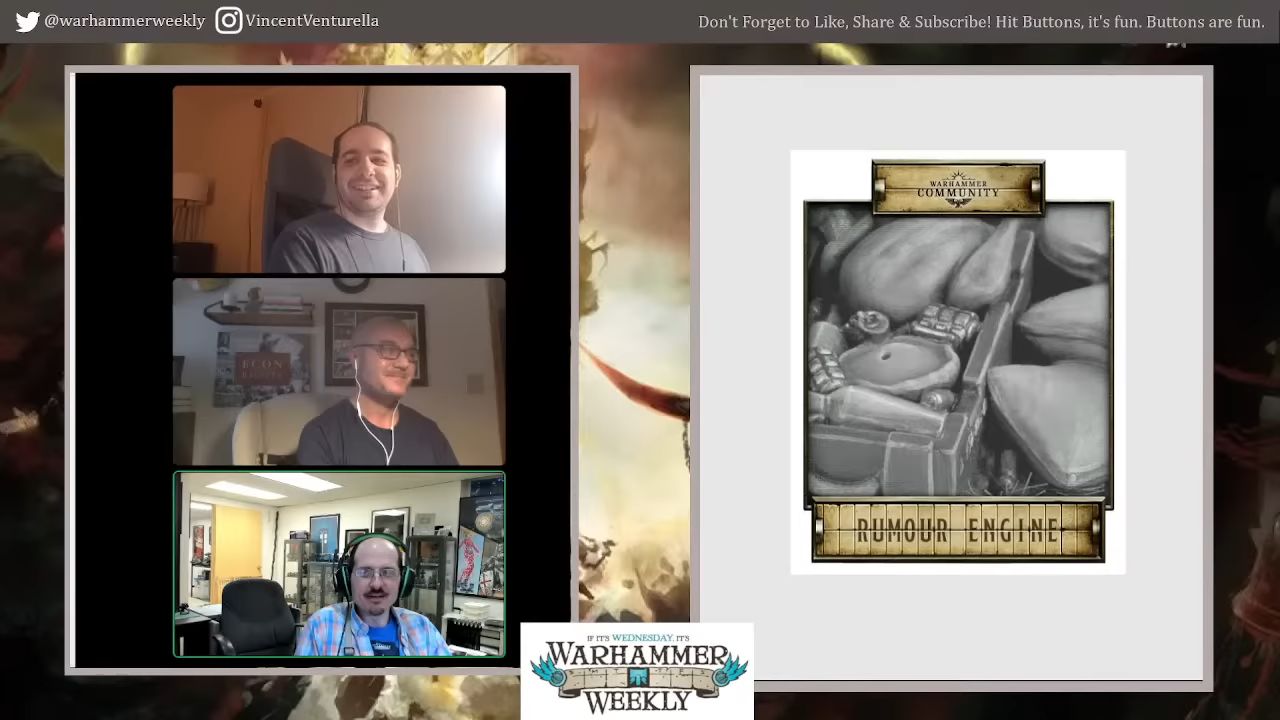 @warhammerweekly VincentVenturella
Don't Forget to Like, Share & Subscribe! Hit Buttons, it's fun. Buttons are fun.
WARHAMMER
COMMUNITY
ECON
RUMOUR ENGINE
IF IT'S WEDNESDAY, IT'S
WARHAMMER
WEEKLY